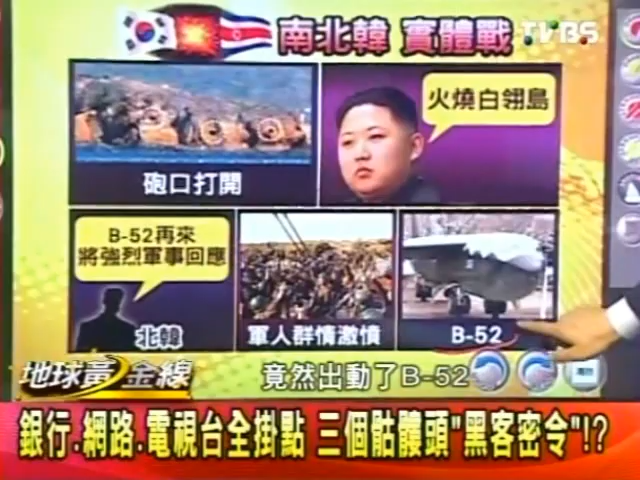 南北韓 實體戰
TVBS
火燒白翎島
砲口打開
B-52再來
將強烈軍事回應
北韓
軍人群情激憤
B-52
竟然出動了B-52
地球黃金線
銀行.網路.電視台全掛點 三個骷髏頭"黑客密令"!?